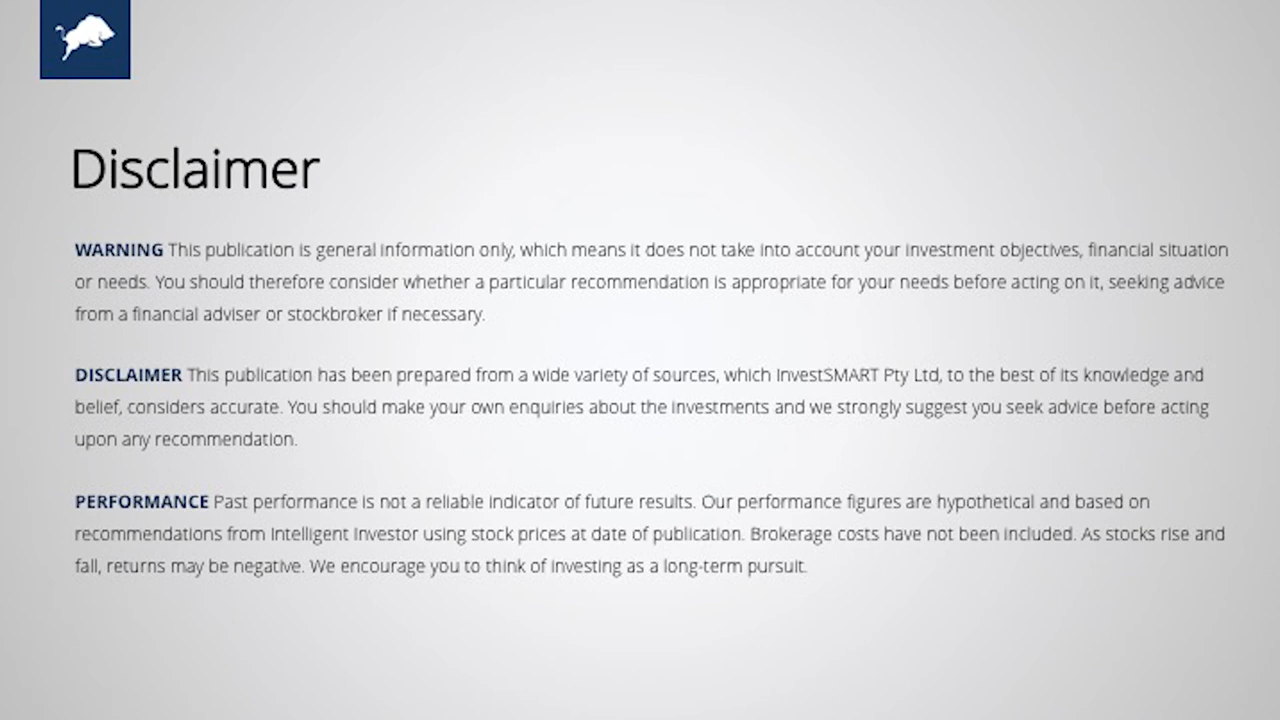 Disclaimer
WARNING This publication is general information only, which means it does not take into account your investment objectives, financial situation
or needs. You should therefore consider whether a particular recommendation is appropriate for your needs before acting on it, seeking advice
from a financial adviser or stockbroker if necessary.
DISCLAIMER This publication has been prepared from a wide variety of sources, which InvestSMART Pty Ltd, to the best of its knowledge and
belief, considers accurate. You should make your own enquiries about the investments and we strongly suggest you seek advice before acting
upon any recommendation.
PERFORMANCE Past performance is not a reliable indicator of future results. Our performance figures are hypothetical and based on
recommendations from Intelligent Investor using stock prices at date of publication. Brokerage costs have not been included. As stocks rise and
fall, returns may be negative. We encourage you to think of investing as a long-term pursuit.